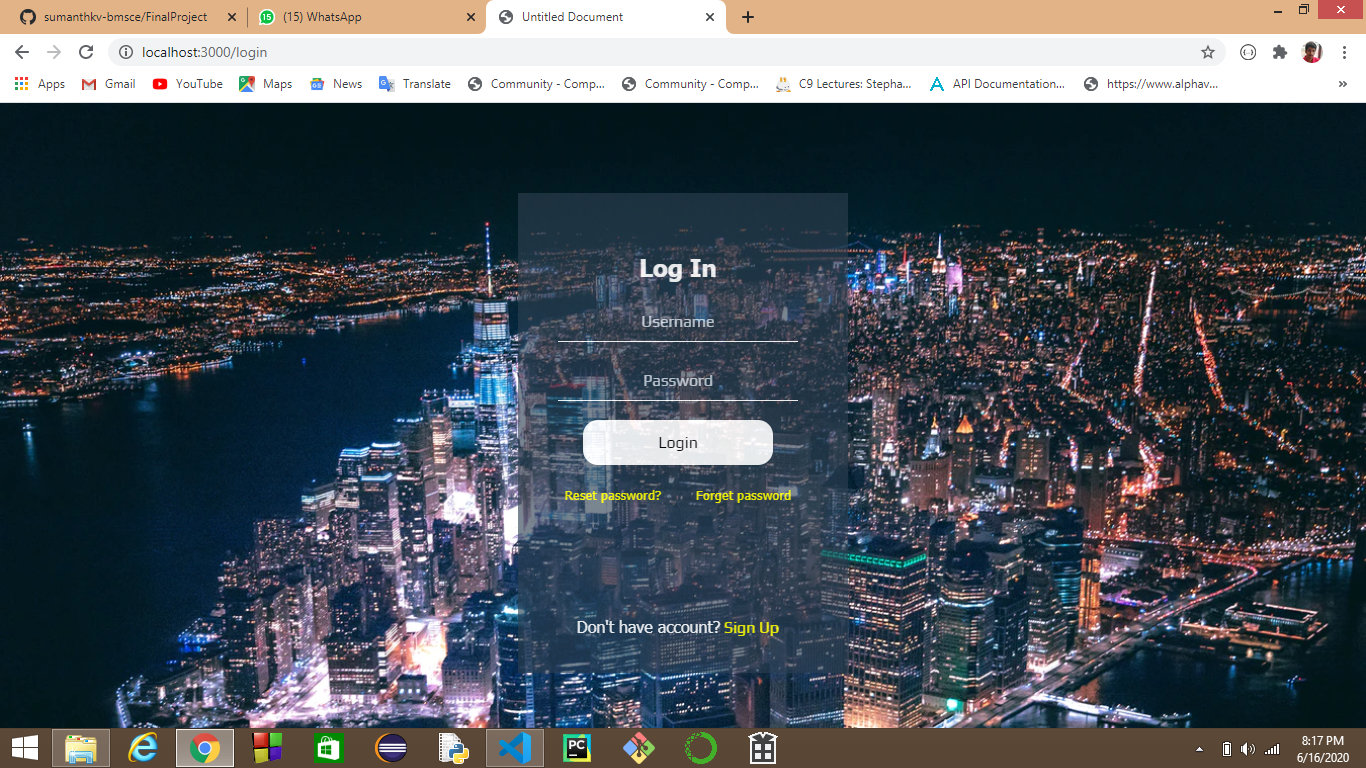 sumanthkv-bmsce/FinalProject
15
(15) WhatsApp
Untitled Document
localhost:3000/login
Apps
Gmail
YouTube
Maps
News
Translate
Community - Comp...
Community - Comp...
C9 Lectures: Stepha...
API Documentation...
https://www.alphav...
»
Log In
Username
Password
Login
Reset password? Forget password
Don't have account? Sign Up
PC
8:17 PM
6/16/2020